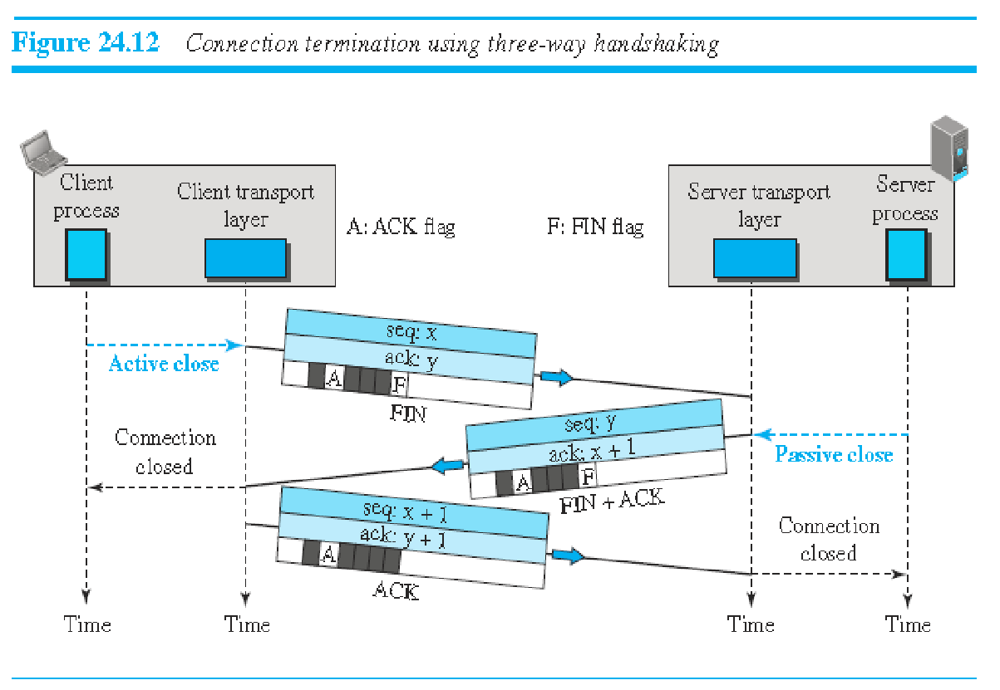 Figure 24.12 Connection termination using three-way handshaking
Client
process
Client transport
layer
A: ACK flag
F: FIN flag
Server transport
layer
Server
process
Active close
seq: x
ack: y
A
F
FIN
Passive close
seq: y
ack: x + 1
A
F
FIN + ACK
Connection
closed
seq: x + 1
ack: y + 1
A
ACK
Connection
closed
Time
Time
Time
Time